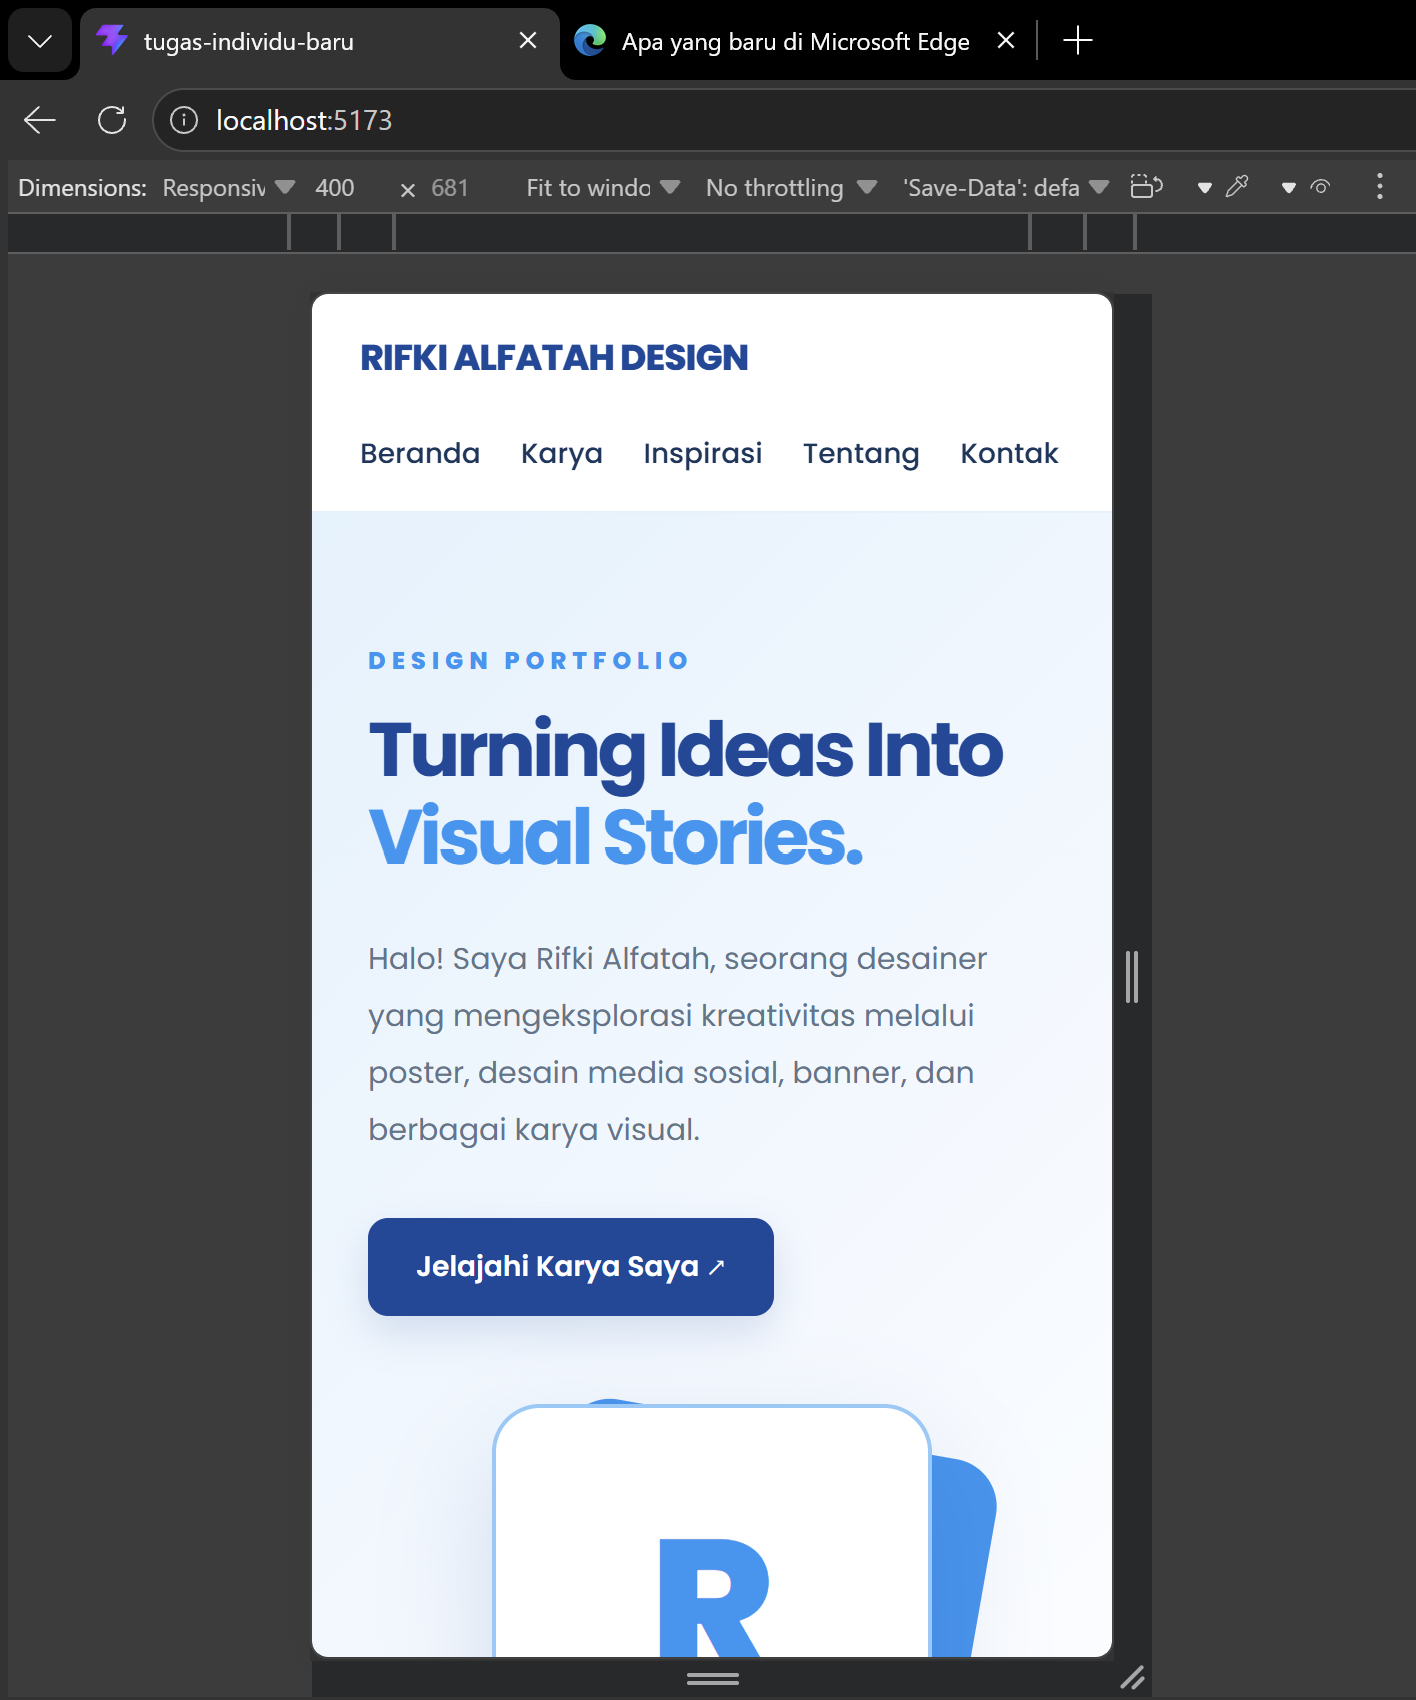 tugas-individu-baru
Apa yang baru di Microsoft Edge
localhost:5173
Dimensions: Responsiv 400 × 681 Fit to windo No throttling 'Save-Data': defa
RIFKI ALFATAH DESIGN
Beranda Karya Inspirasi Tentang Kontak
DESIGN PORTFOLIO
Turning Ideas Into
Visual Stories.
Halo! Saya Rifki Alfatah, seorang desainer
yang mengeksplorasi kreativitas melalui
poster, desain media sosial, banner, dan
berbagai karya visual.
Jelajahi Karya Saya ↗
R